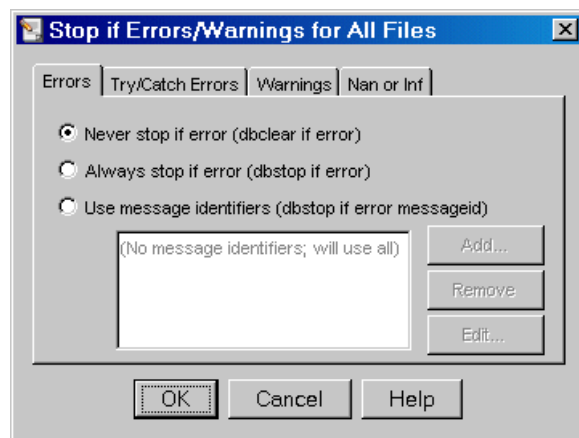 Stop if Errors/Warnings for All Files
Errors Try/Catch Errors Warnings Nan or Inf
Never stop if error (dbclear if error)
Always stop if error (dbstop if error)
Use message identifiers (dbstop if error messageid)
(No message identifiers; will use all)
Add...
Remove
Edit...
OK Cancel Help